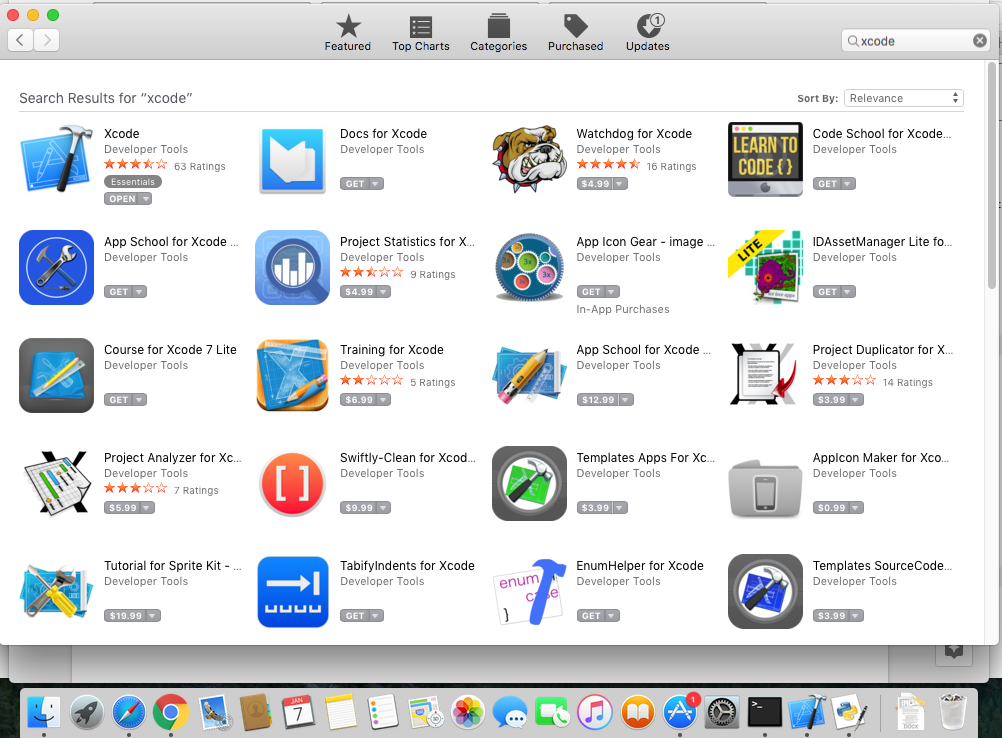 1
Featured
Top Charts
Categories
Purchased
Updates
xcode
Search Results for “xcode”
Sort By:
Relevance
Xcode
Developer Tools
63 Ratings
Essentials
OPEN
Docs for Xcode
Developer Tools
GET
Watchdog for Xcode
Developer Tools
16 Ratings
$4.99
LEARN TO
CODE { }
Code School for Xcode...
Developer Tools
GET
App School for Xcode ...
Developer Tools
GET
Project Statistics for X...
Developer Tools
9 Ratings
$4.99
3x
3x
App Icon Gear - image ...
Developer Tools
GET
In-App Purchases
LITE
IDAssetManager Lite fo...
Developer Tools
GET
Course for Xcode 7 Lite
Developer Tools
GET
Training for Xcode
Developer Tools
5 Ratings
$6.99
App School for Xcode ...
Developer Tools
$12.99
Project Duplicator for X...
Developer Tools
14 Ratings
$3.99
Project Analyzer for Xc...
Developer Tools
7 Ratings
$5.99
[ ]
Swiftly-Clean for Xcod...
Developer Tools
$9.99
Templates Apps For Xc...
Developer Tools
$3.99
AppIcon Maker for Xco...
Developer Tools
$0.99
Tutorial for Sprite Kit - ...
Developer Tools
$19.99
TabifyIndents for Xcode
Developer Tools
GET
enum
case
}
EnumHelper for Xcode
Developer Tools
GET
Templates SourceCode...
Developer Tools
$3.99
JAN
7
1
>_
DOCX